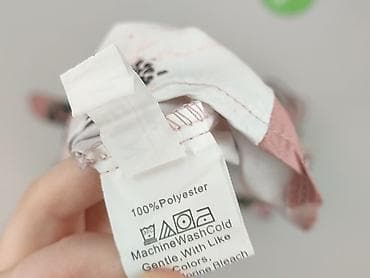 100%Polyester
MachineWashCold
Gentle, With Like
Colors,
Bleach